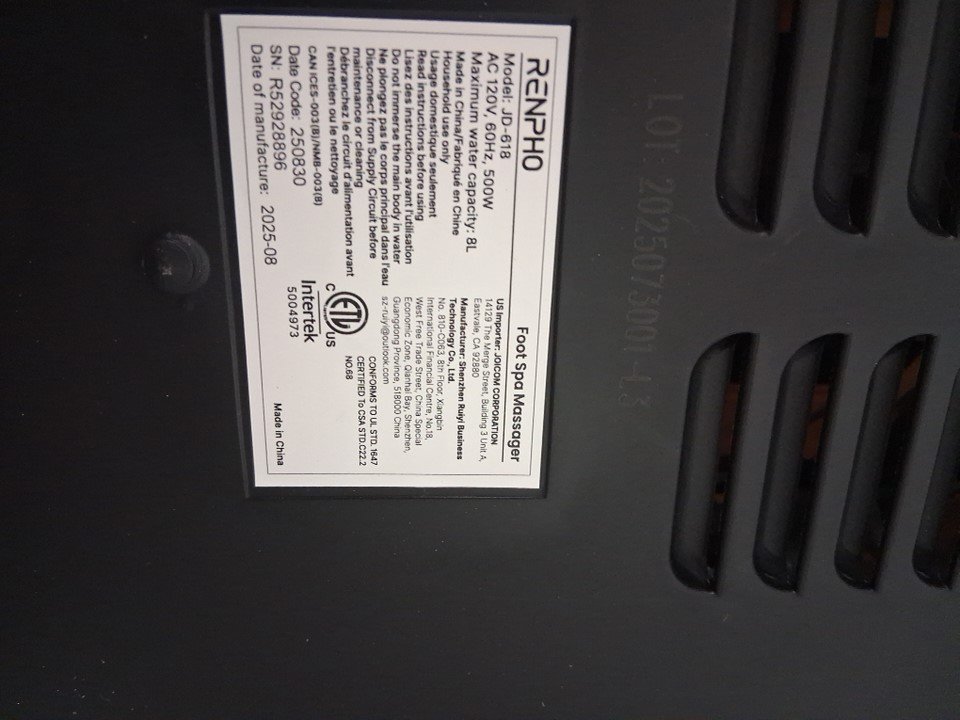 RENPHO
Model: JD-618
AC 120V, 60Hz, 500W
Maximum water capacity: 8L
Made in China/Fabriqué en Chine
Household use only
Usage domestique seulement
Read instructions before using
Lisez des instructions avant l'utilisation
Do not immerse the main body in water
Ne plongez pas le corps principal dans l'eau
Disconnect from Supply Circuit before
maintenance or cleaning
Débranchez le circuit d'alimentation avant
l'entretien ou le nettoyage
CAN ICES-003(B)/NMB-003(B)
Date Code: 250830
SN: R52928896
Date of manufacture: 2025-08
Foot Spa Massager
US Importer: JOICOM CORPORATION
14129 The Merge Street, Building 3 Unit A,
Eastvale, CA 92880
Manufacturer: Shenzhen Ruiyi Business
Technology Co., Ltd.
No. 810-C063, 8th Floor, Xiangbin
International Financial Centre, No.18,
West Free Trade Street, China Special
Economic Zone, Qianhai Bay, Shenzhen,
Guangdong Province, 518000 China
sz-ruiyi@outlook.com
C ETL US
Intertek
5004973
CONFORMS TO UL STD. 1647
CERTIFIED To CSA STD.C22.2
NO.68
Made in China
LOT: 2025073001-LJ